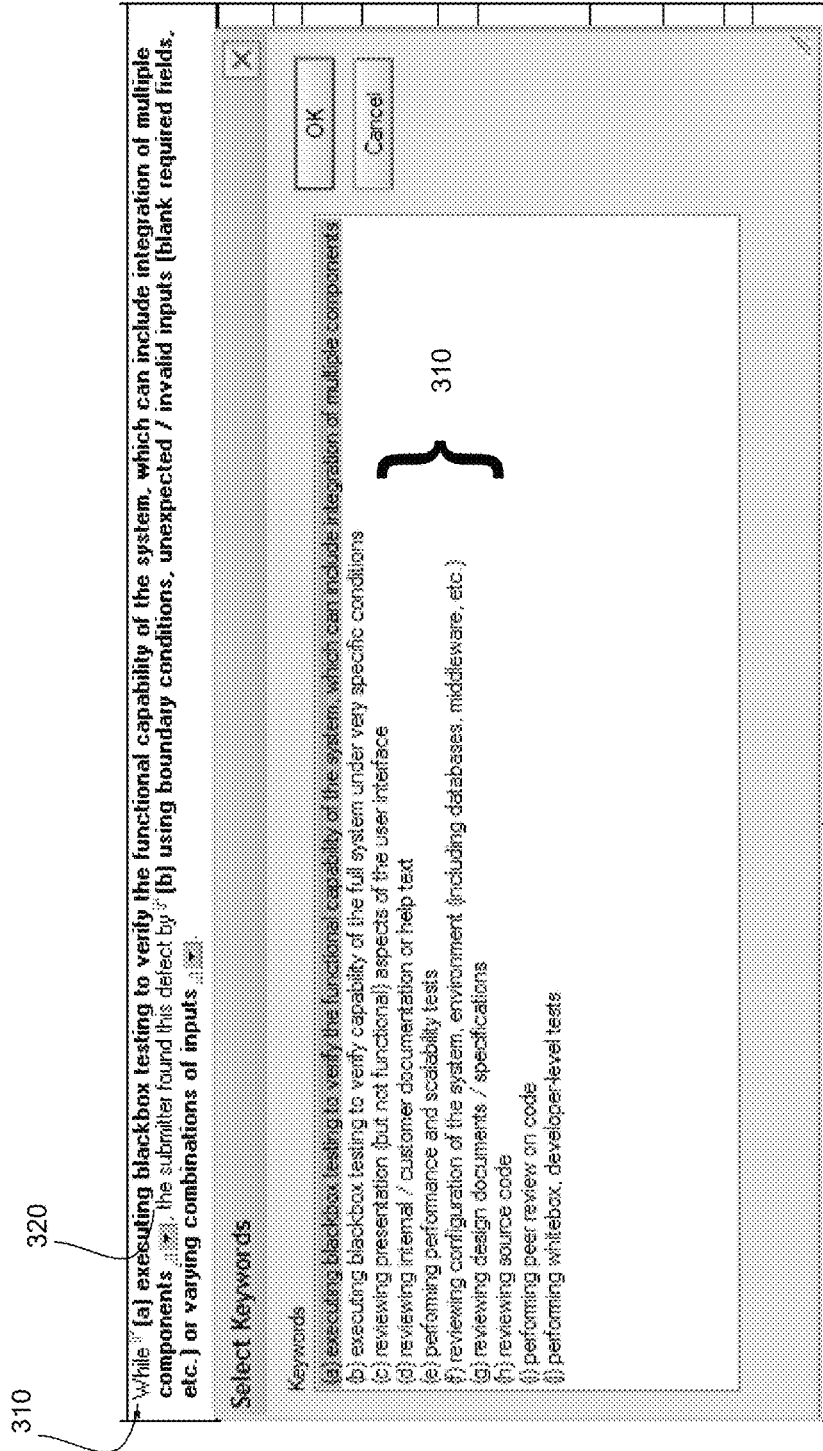 310
320
While (a) executing blackbox testing to verify the functional capability of the system, which can include integration of multiple
components , the submitter found this defect by (b) using boundary conditions, unexpected / invalid inputs (blank required fields,
etc.) or varying combinations of inputs
Select Keywords
X
Keywords
(a) executing blackbox testing to verify the functional capability of the system, which can include integration of multiple components
(b) executing blackbox testing to verify capability of the full system under very specific conditions
(c) reviewing presentation (but not functional) aspects of the user interface
(d) reviewing internal / customer documentation or help text
(e) performing performance and scalability tests
(f) reviewing configuration of the system, environment (including databases, middleware, etc.)
(g) reviewing design documents / specifications
(h) reviewing source code
(i) performing peer review on code
(j) performing whitebox, developer-level tests
310
OK
Cancel